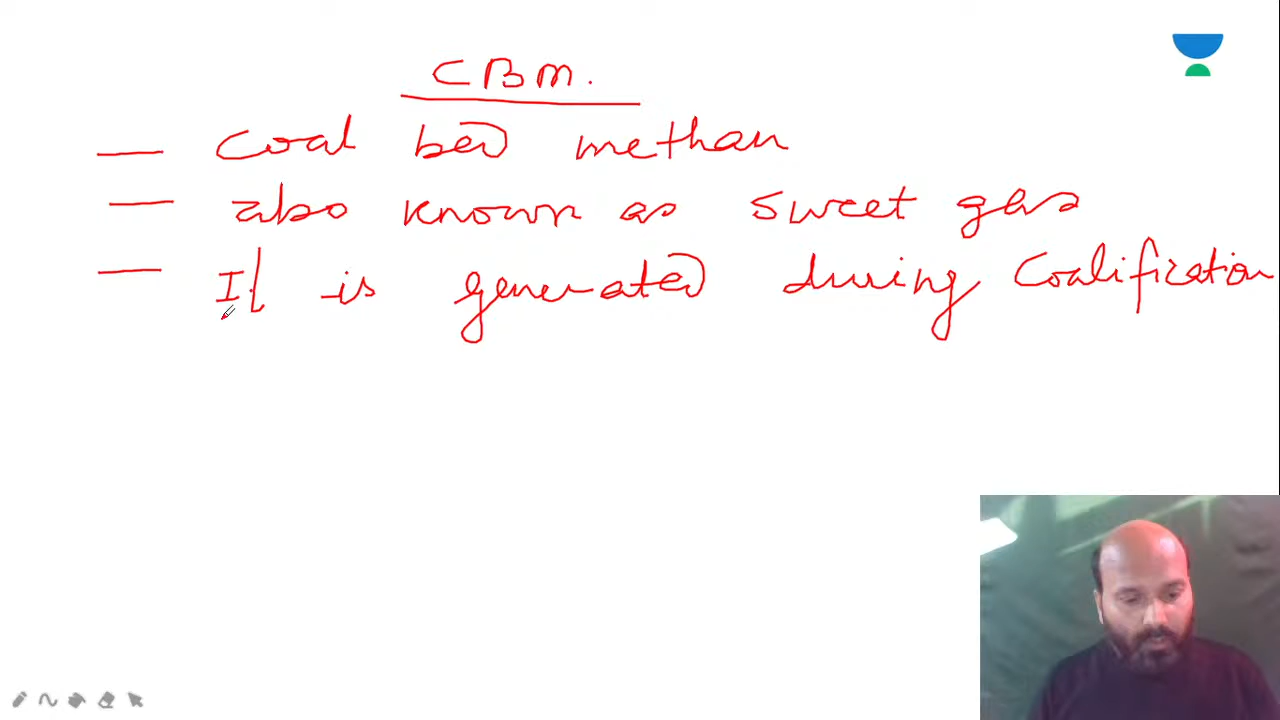 CBM.
— coal bed methan
— also known as sweet gas
— It is generated during Coalification